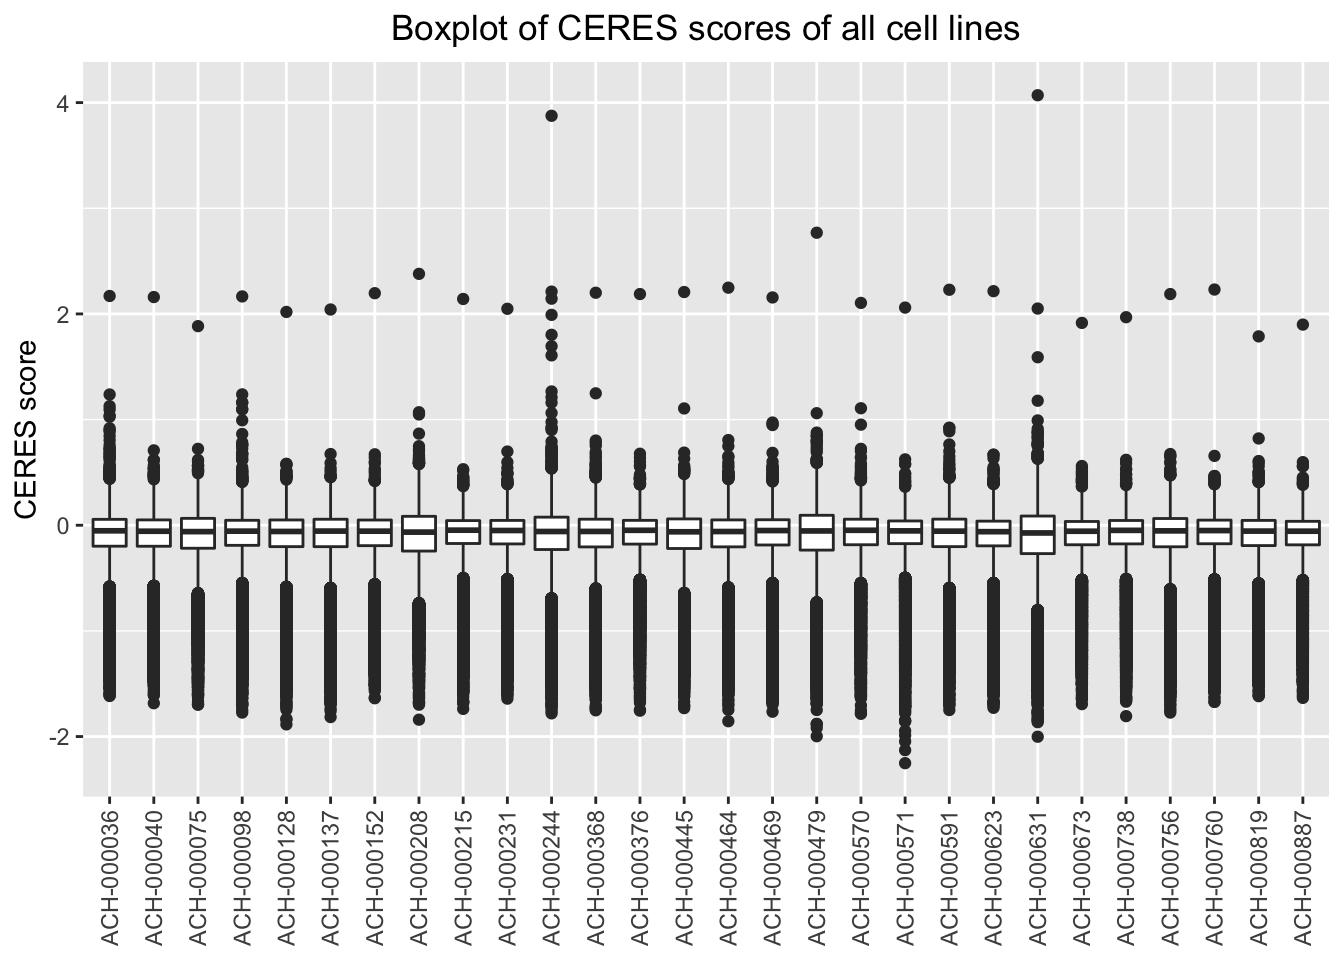 Boxplot of CERES scores of all cell lines
CERES score
4
2
0
-2
ACH-000036
ACH-000040
ACH-000075
ACH-000098
ACH-000128
ACH-000137
ACH-000152
ACH-000208
ACH-000215
ACH-000231
ACH-000244
ACH-000368
ACH-000376
ACH-000445
ACH-000464
ACH-000469
ACH-000479
ACH-000570
ACH-000571
ACH-000591
ACH-000623
ACH-000631
ACH-000673
ACH-000738
ACH-000756
ACH-000760
ACH-000819
ACH-000887